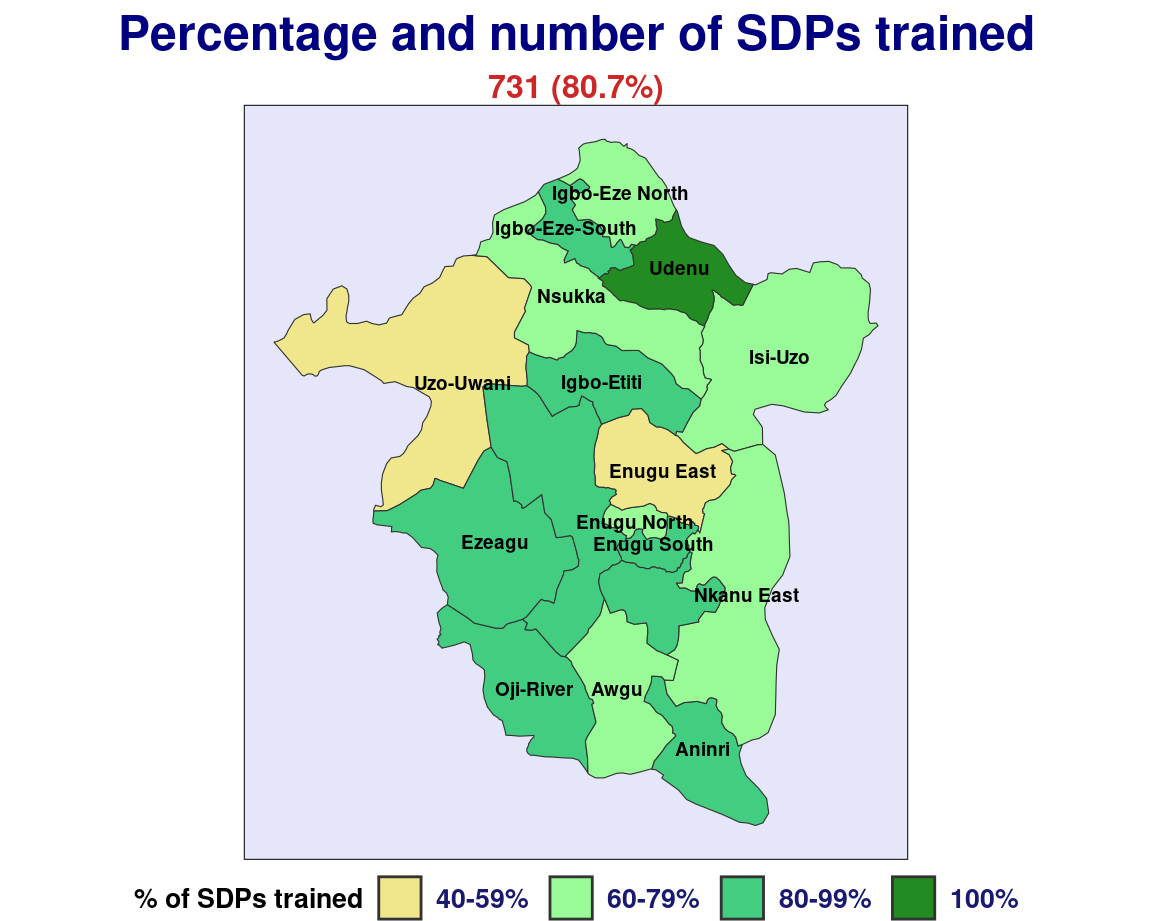 Percentage and number of SDPs trained
731 (80.7%)
Igbo-Eze North
Igbo-Eze-South
Udenu
Nsukka
Isi-Uzo
Uzo-Uwani
Igbo-Etiti
Enugu East
Enugu North
Ezeagu
Enugu South
Nkanu East
Oji-River
Awgu
Aninri
% of SDPs trained 40-59% 60-79% 80-99% 100%